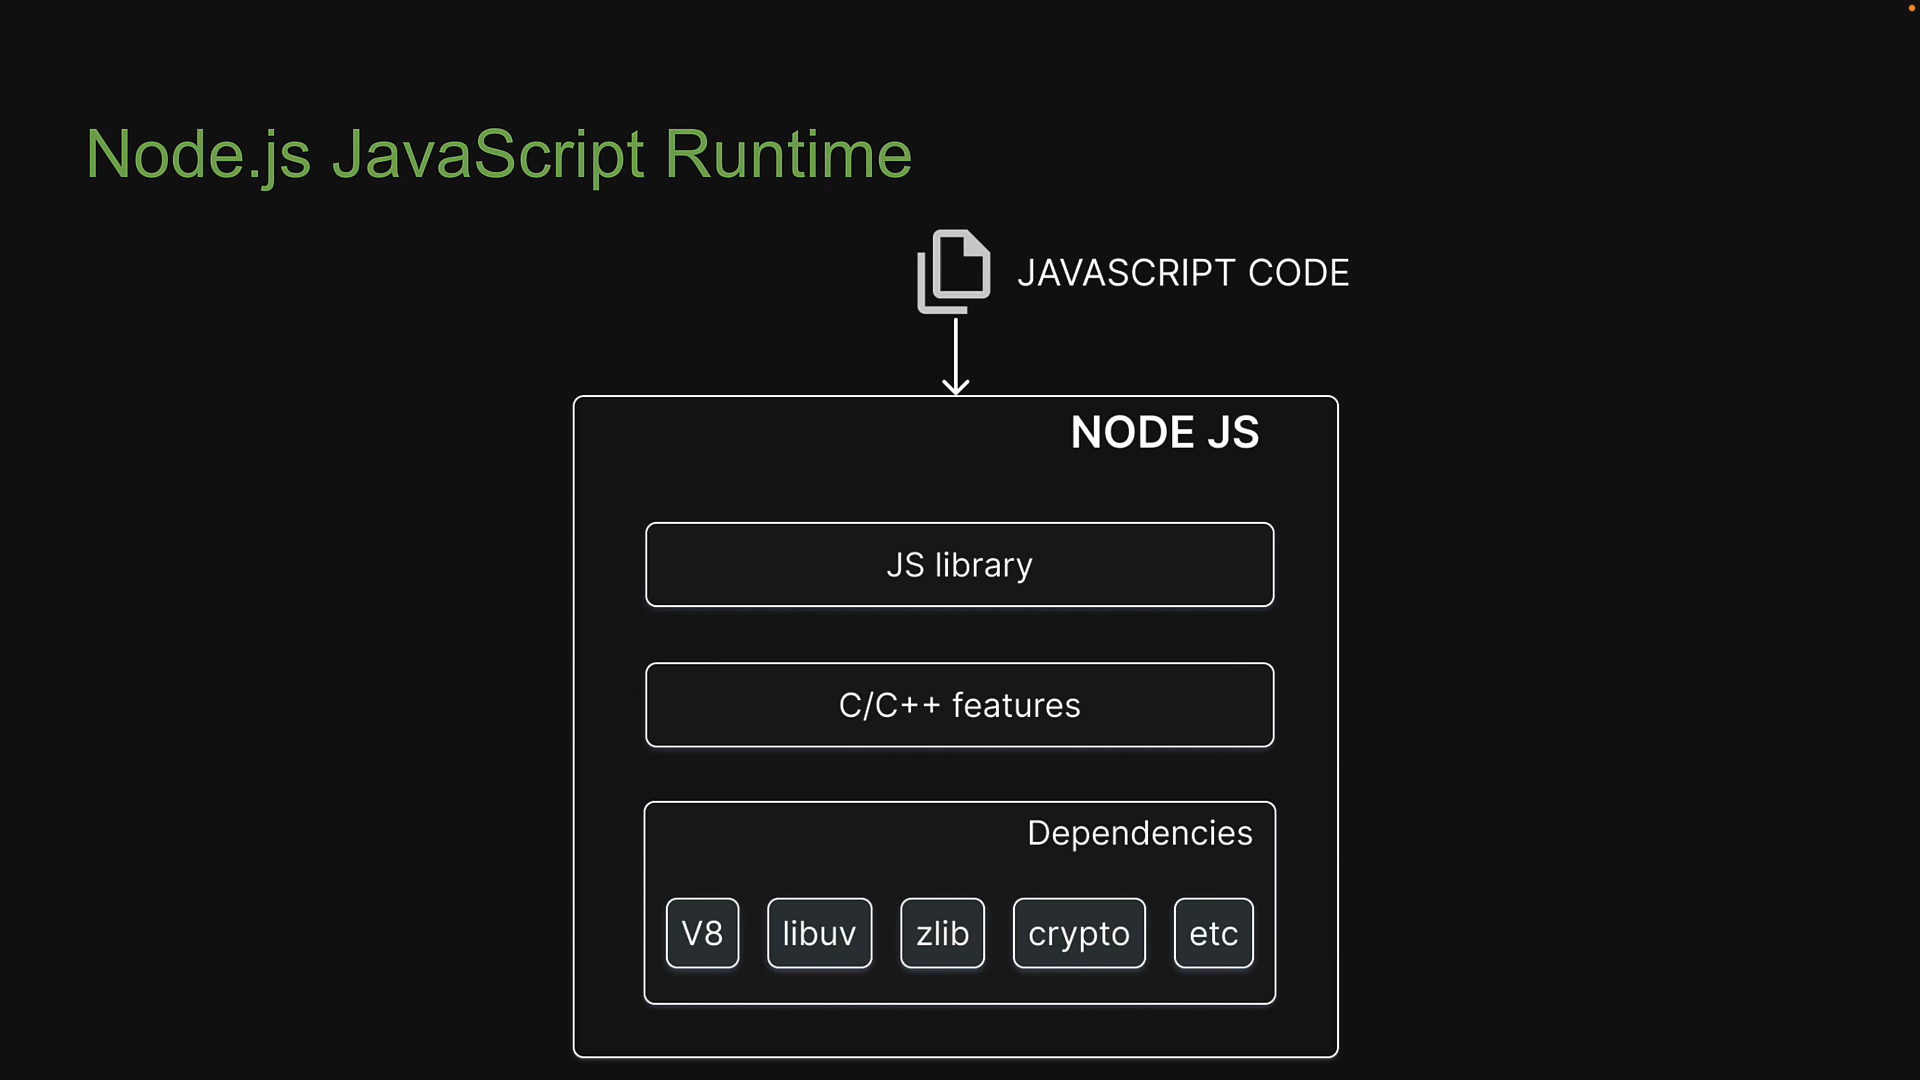 Node.js JavaScript Runtime
JAVASCRIPT CODE
NODE JS
JS library
C/C++ features
Dependencies
V8
libuv
zlib
crypto
etc